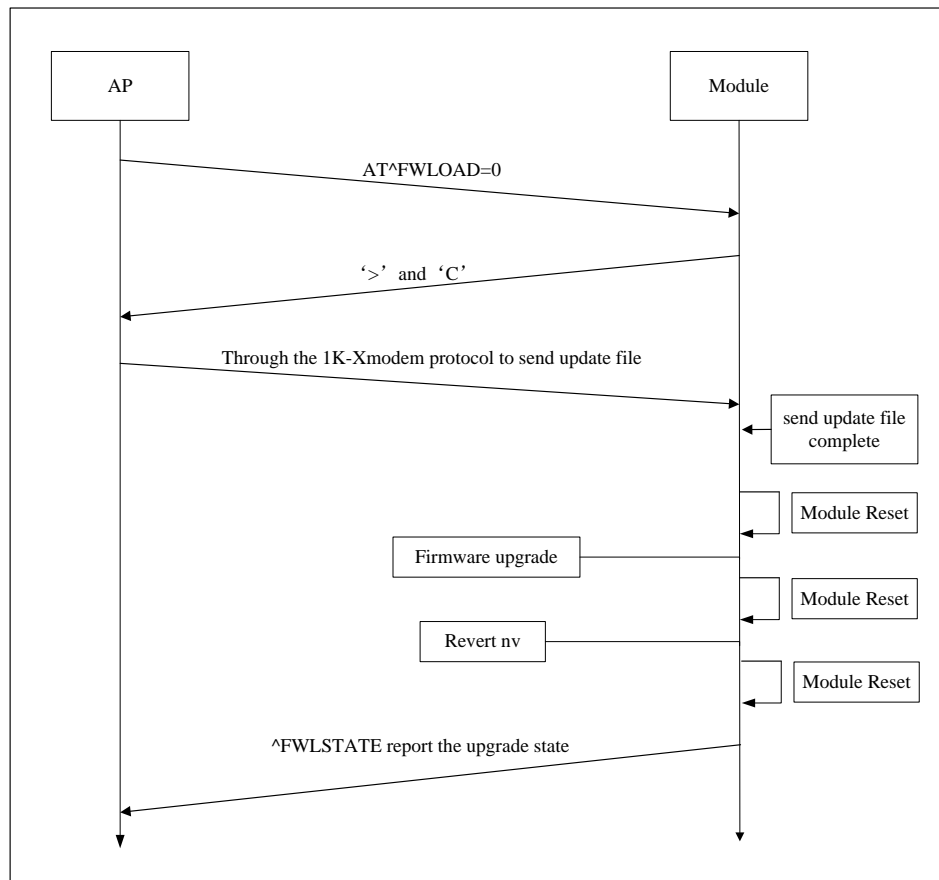 AP
Module
AT^FWLOAD=0
‘>’ and ‘C’
Through the 1K-Xmodem protocol to send update file
send update file
complete
Module Reset
Firmware upgrade
Module Reset
Revert nv
Module Reset
^FWLSTATE report the upgrade state